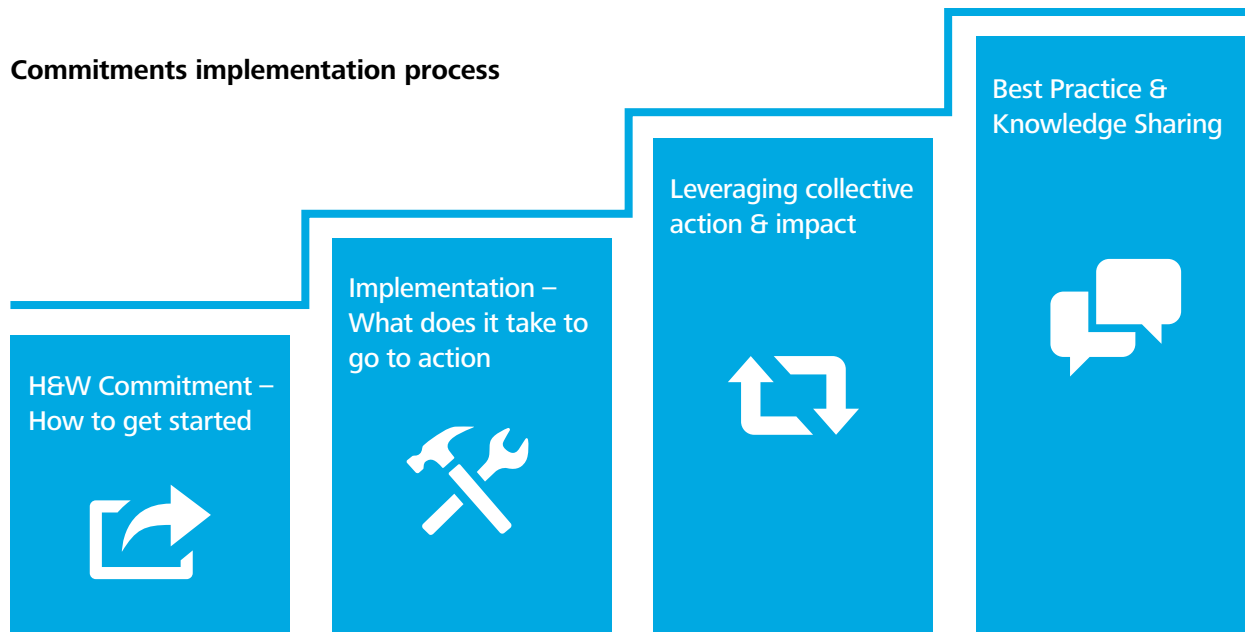 Commitments implementation process
H&W Commitment –
How to get started
Implementation –
What does it take to
go to action
Leveraging collective
action & impact
Best Practice &
Knowledge Sharing